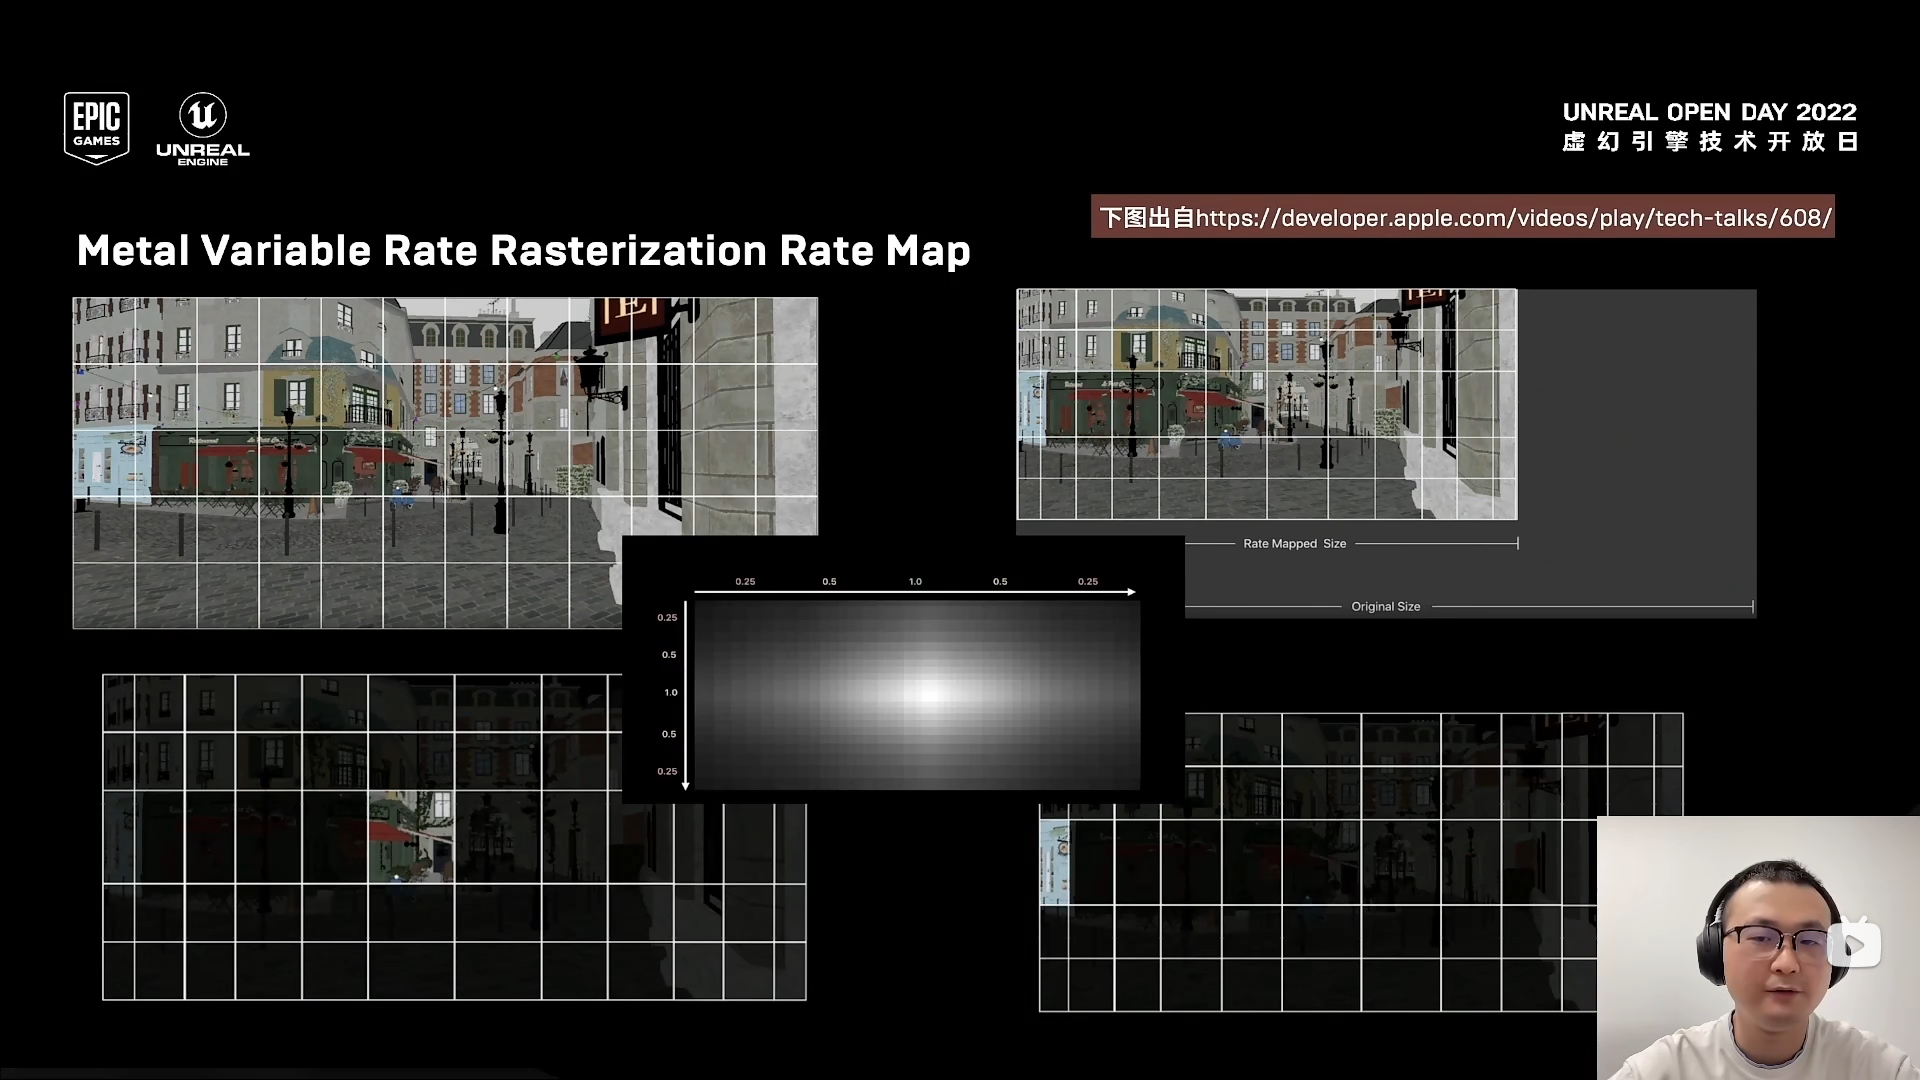 EPIC
GAMES
UNREAL
ENGINE
UNREAL OPEN DAY 2022
虚幻引擎技术开放日
下图出自https://developer.apple.com/videos/play/tech-talks/608/
Metal Variable Rate Rasterization Rate Map
Rate Mapped Size
Original Size
0.25 0.5 1.0 0.5 0.25
0.25
0.5
1.0
0.5
0.25